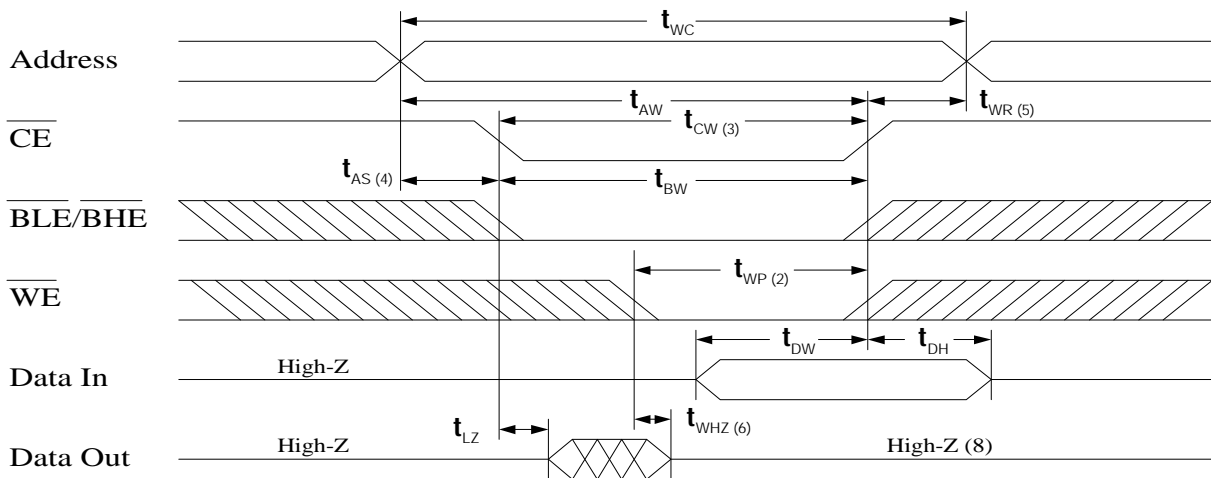 tWC
Address
tAW
tWR (5)
tCW (3)
CE
tAS (4)
tBW
BLE/BHE
tWP (2)
WE
tDW
tDH
High-Z
Data In
tLZ
tWHZ (6)
High-Z
High-Z (8)
Data Out